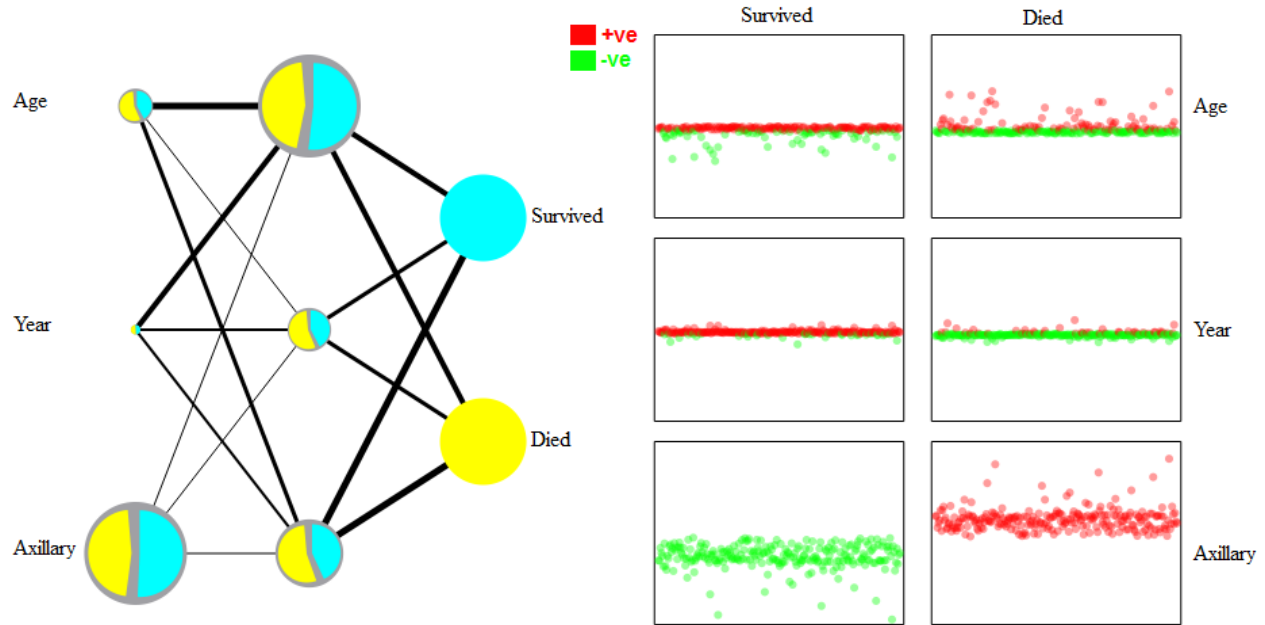 Survived
Died
+ve
-ve
Age
Age
Survived
Year
Year
Died
Axillary
Axillary